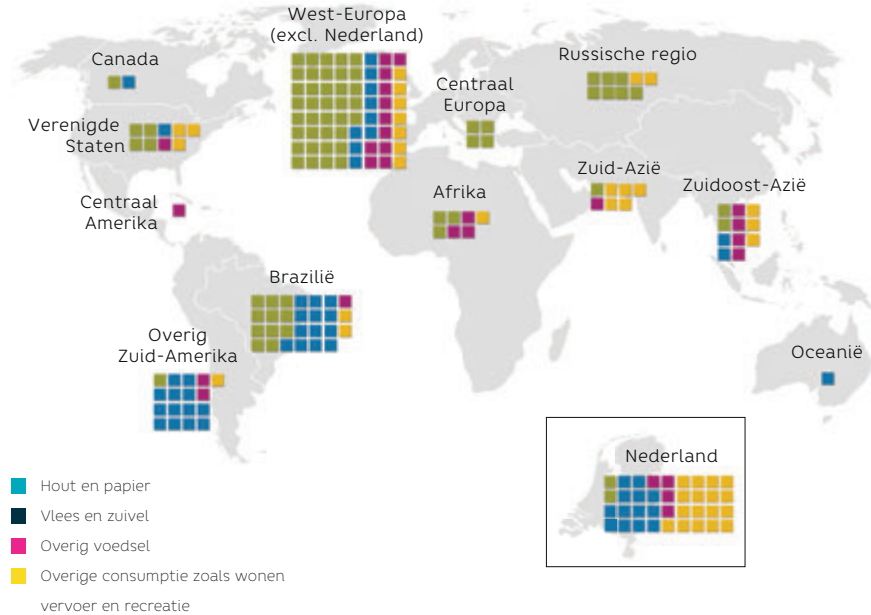 West-Europa
(excl. Nederland)
Canada
Russische regio
Centraal
Europa
Verenigde
Staten
Zuid-Azië
Zuidoost-Azië
Centraal
Amerika
Afrika
Brazilië
Overig
Zuid-Amerika
Oceanië
Nederland
Hout en papier
Vlees en zuivel
Overig voedsel
Overige consumptie zoals wonen
vervoer en recreatie